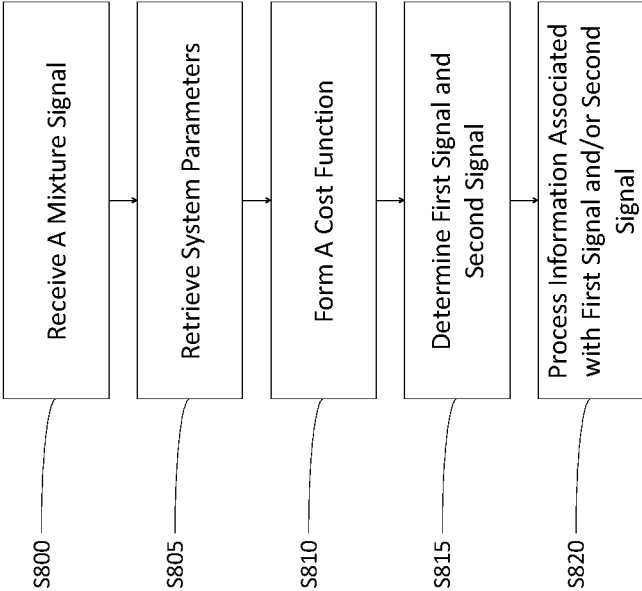 S800
Receive A Mixture Signal
S805
Retrieve System Parameters
S810
Form A Cost Function
S815
Determine First Signal and
Second Signal
S820
Process Information Associated
with First Signal and/or Second
Signal